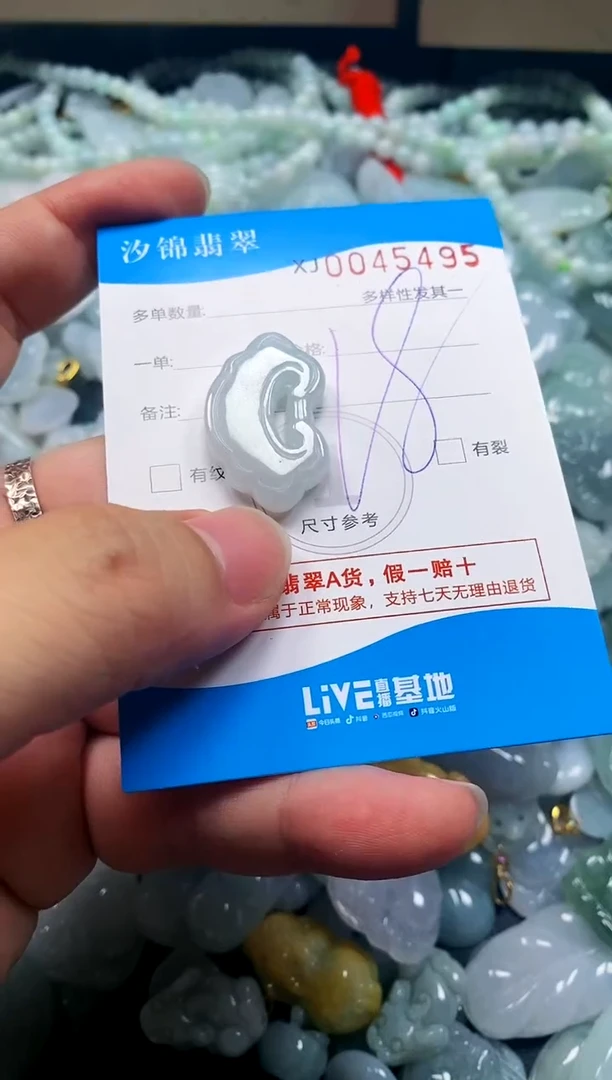 汐锦翡翠
XJ0045495
多单数量:
多样性发其一
一单:
格:
备注:
18
有纹
有裂
尺寸参考
翡翠A货，假一赔十
属于正常现象，支持七天无理由退货
LiVE直播基地
今日头条 抖音 西瓜视频 抖音火山版